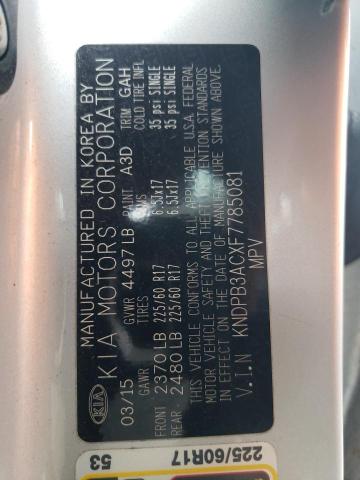 MANUFACTURED IN KOREA BY
KIA KIA MOTORS CORPORATION
03/15 GVWR 4497LB PAINT A3D TRIM GAH
GAWR TIRES RIMS COLD TIRE INFL
FRONT 2370LB 225/60 R17 6.5Jx17 35 psi SINGLE
REAR 2480LB 225/60 R17 6.5Jx17 35 psi SINGLE
THIS VEHICLE CONFORMS TO ALL APPLICABLE U.S.A. FEDERAL
MOTOR VEHICLE SAFETY AND THEFT PREVENTION STANDARDS
IN EFFECT ON THE DATE OF MANUFACTURE SHOWN ABOVE.
V.I.N KNDPB3ACXF7785081
MPV
53 225/60R17